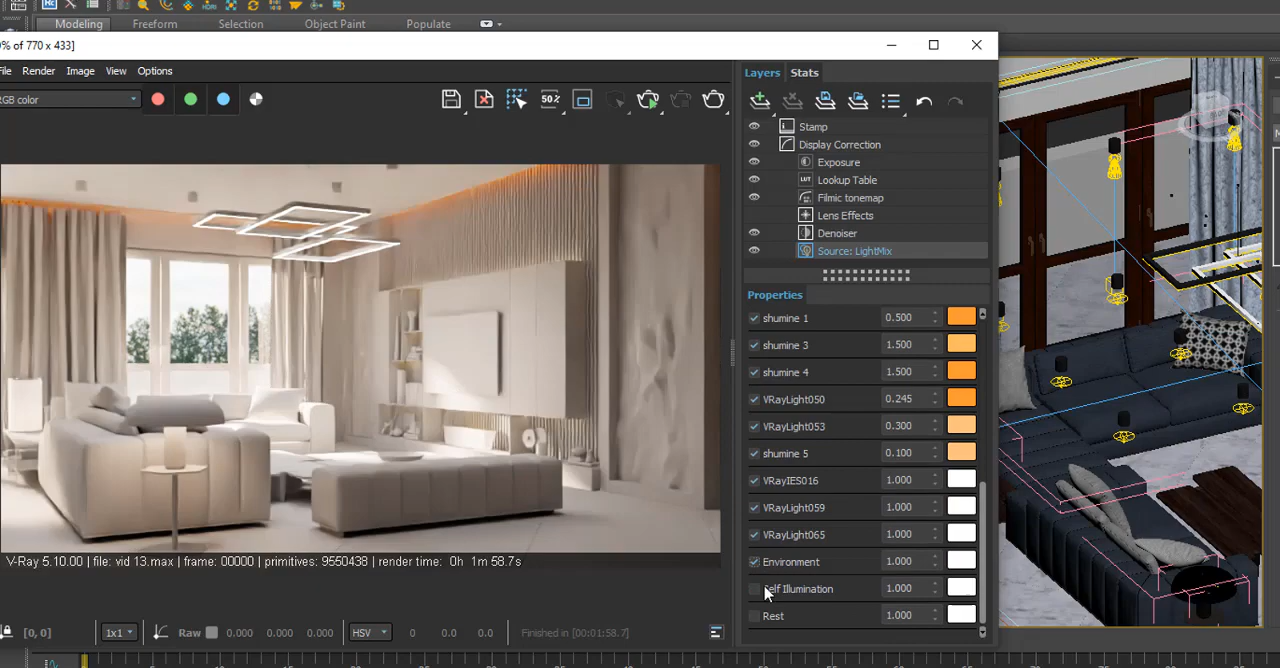 Modeling Freeform Selection Object Paint Populate
0% of 770 x 433]
File Render Image View Options
Layers Stats
RGB color
50%
Stamp
Display Correction
Exposure
LUT Lookup Table
Filmic tonemap
Lens Effects
Denoiser
Source: LightMix
Properties
shumine 1 0.500
shumine 3 1.500
shumine 4 1.500
VRayLight050 0.245
VRayLight053 0.300
shumine 5 0.100
VRayIES016 1.000
VRayLight059 1.000
VRayLight065 1.000
Environment 1.000
Self Illumination 1.000
Rest 1.000
V-Ray 5.10.00 | file: vid 13.max | frame: 00000 | primitives: 9550438 | render time: 0h 1m 58.7s
[0, 0] 1x1 Raw 0.000 0.000 0.000 HSV 0 0.0 0.0 Finished in [00:01:58.7]